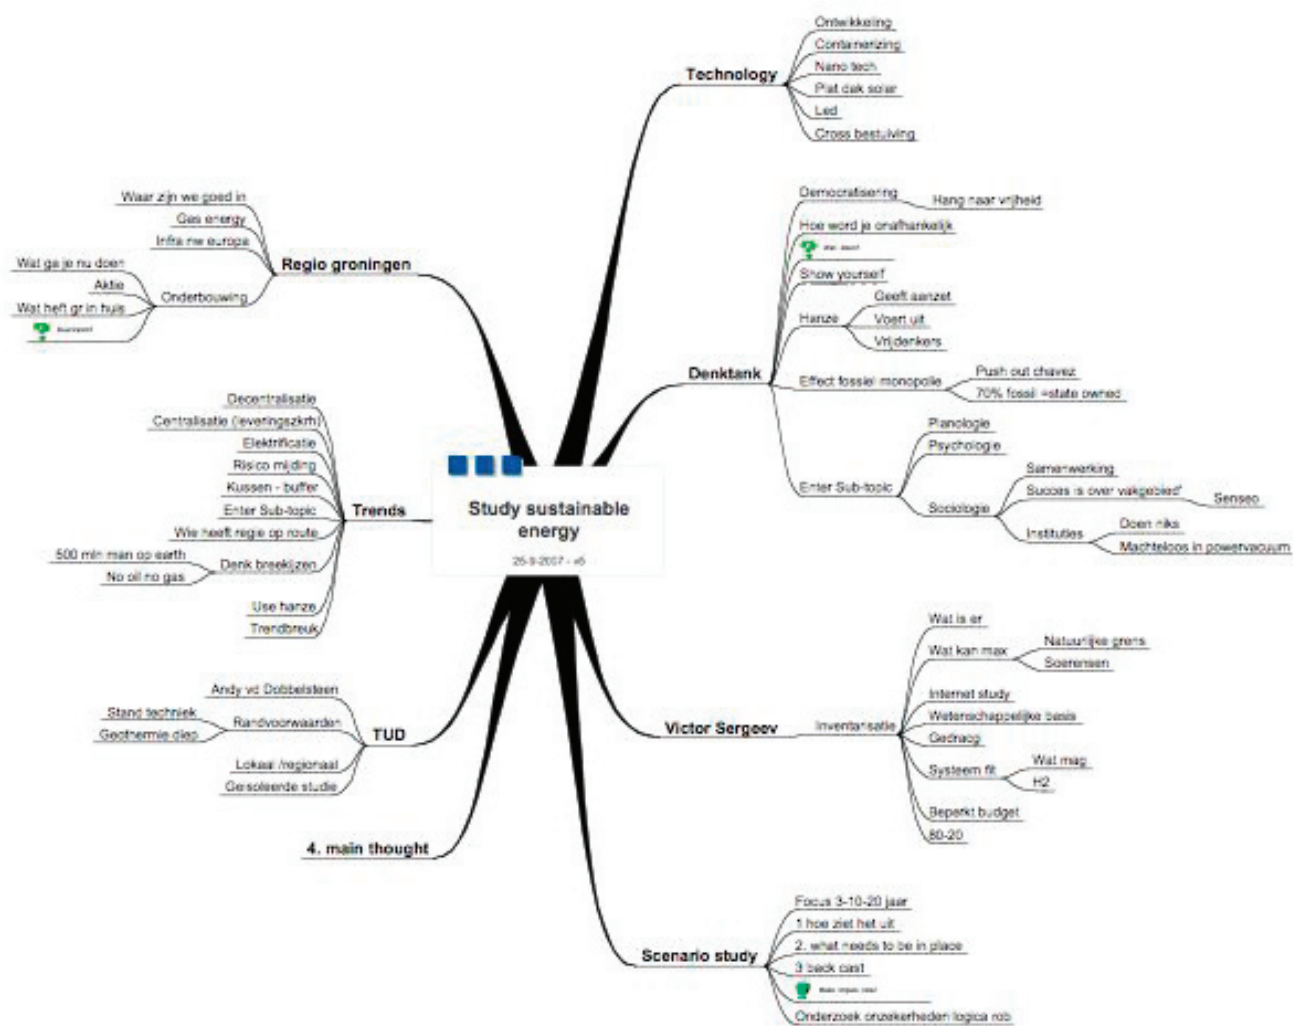 Study sustainable
energy
Technology
Ontwikkeling
Containerizing
Nano tech
Plat dak solar
Led
Cross bestuiving
Denktank
Democratisering
Hang naar vrijheid
Hoe word je onafhankelijk
Show yourself
Hanze
Geeft aanzet
Voert uit
Vrijdenkers
Effect fossiel monopolie
Push out chavez
70% fossil =state owned
Enter Sub-topic
Planologie
Psychologie
Sociologie
Samenwerking
Succes is over vakgebied'
Senseo
Instituties
Doen niks
Machteloos in powervacuum
Victor Sergeev
Inventarisatie
Wat is er
Wat kan max
Natuurlijke grens
Soerensen
Internet study
Wetenschappelijke basis
Gedraog
Systeem fit
Wat mag
H2
Beperkt budget
80-20
Scenario study
Focus 3-10-20 jaar
1 hoe ziet het uit
2. what needs to be in place
3 back cast
Onderzoek onzekerheden logica rob
Regio groningen
Waar zijn we goed in
Gas energy
Infra nw europa
Onderbouwing
Wat ga je nu doen
Aktie
Wat heft gr in huis
Trends
Decentralisatie
Centralisatie (leveringszkrh)
Elektrificatie
Risico mijding
Kussen - buffer
Enter Sub-topic
Wie heeft regie op route
Denk breekijzen
500 mln man op earth
No oil no gas
Use hanze
Trendbreuk
TUD
Andy vd Dobbelsteen
Randvoorwaarden
Stand techniek
Geothermie diep
Lokaal /regionaal
Geisoleerde studie
4. main thought